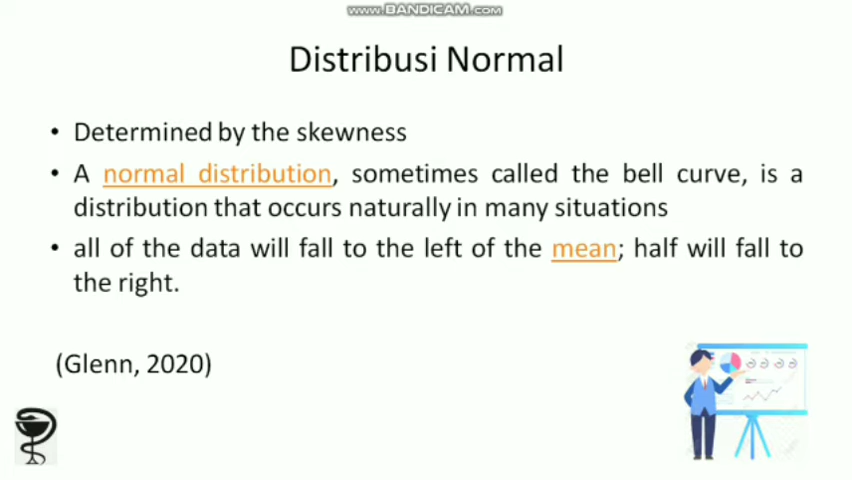 www.BANDICAM.com
Distribusi Normal
• Determined by the skewness
• A normal distribution, sometimes called the bell curve, is a
distribution that occurs naturally in many situations
• all of the data will fall to the left of the mean; half will fall to
the right.
(Glenn, 2020)